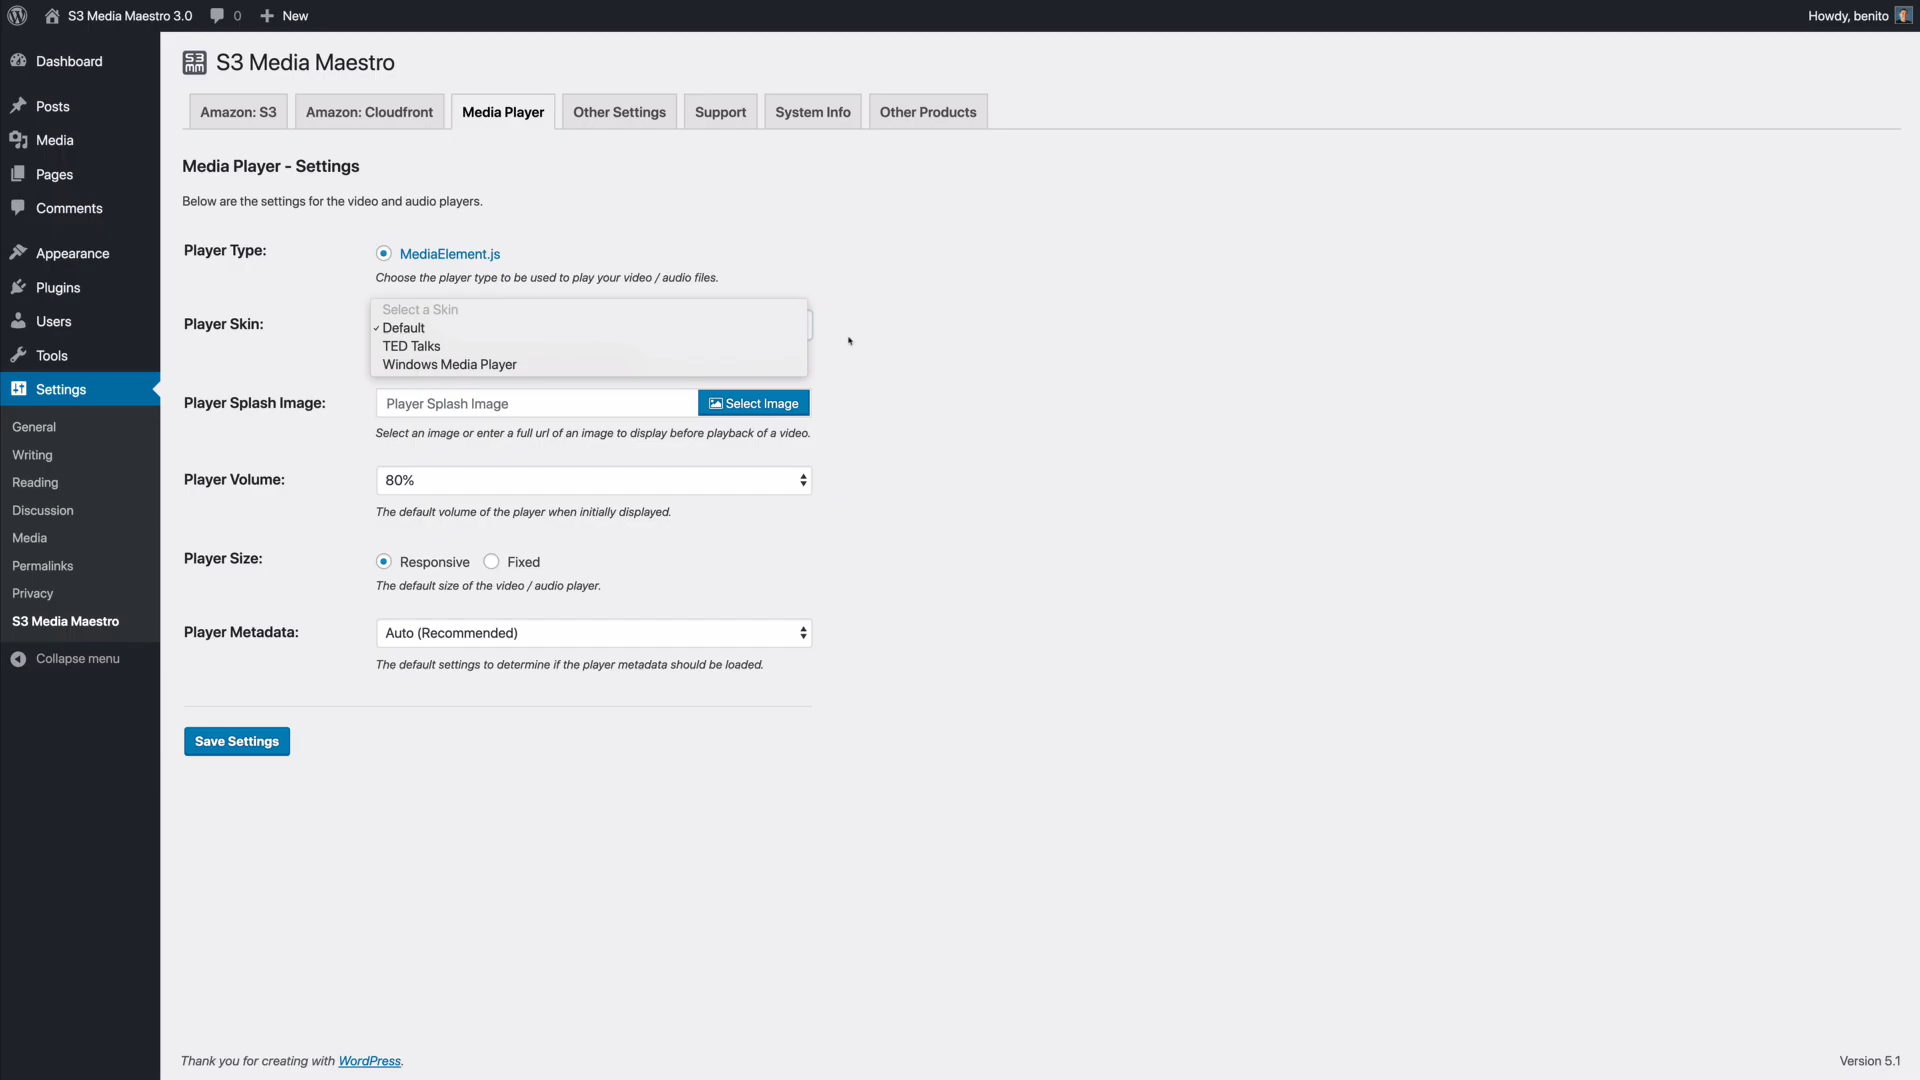 S3 Media Maestro 3.0
0
New
Howdy, benito
Dashboard
Posts
Media
Pages
Comments
Appearance
Plugins
Users
Tools
Settings
General
Writing
Reading
Discussion
Media
Permalinks
Privacy
S3 Media Maestro
Collapse menu
S3 MM S3 Media Maestro
Amazon: S3
Amazon: Cloudfront
Media Player
Other Settings
Support
System Info
Other Products
Media Player - Settings
Below are the settings for the video and audio players.
Player Type:
MediaElement.js
Choose the player type to be used to play your video / audio files.
Player Skin:
Select a Skin
✓ Default
TED Talks
Windows Media Player
Player Splash Image:
Player Splash Image
Select Image
Select an image or enter a full url of an image to display before playback of a video.
Player Volume:
80%
The default volume of the player when initially displayed.
Player Size:
Responsive
Fixed
The default size of the video / audio player.
Player Metadata:
Auto (Recommended)
The default settings to determine if the player metadata should be loaded.
Save Settings
Thank you for creating with WordPress.
Version 5.1